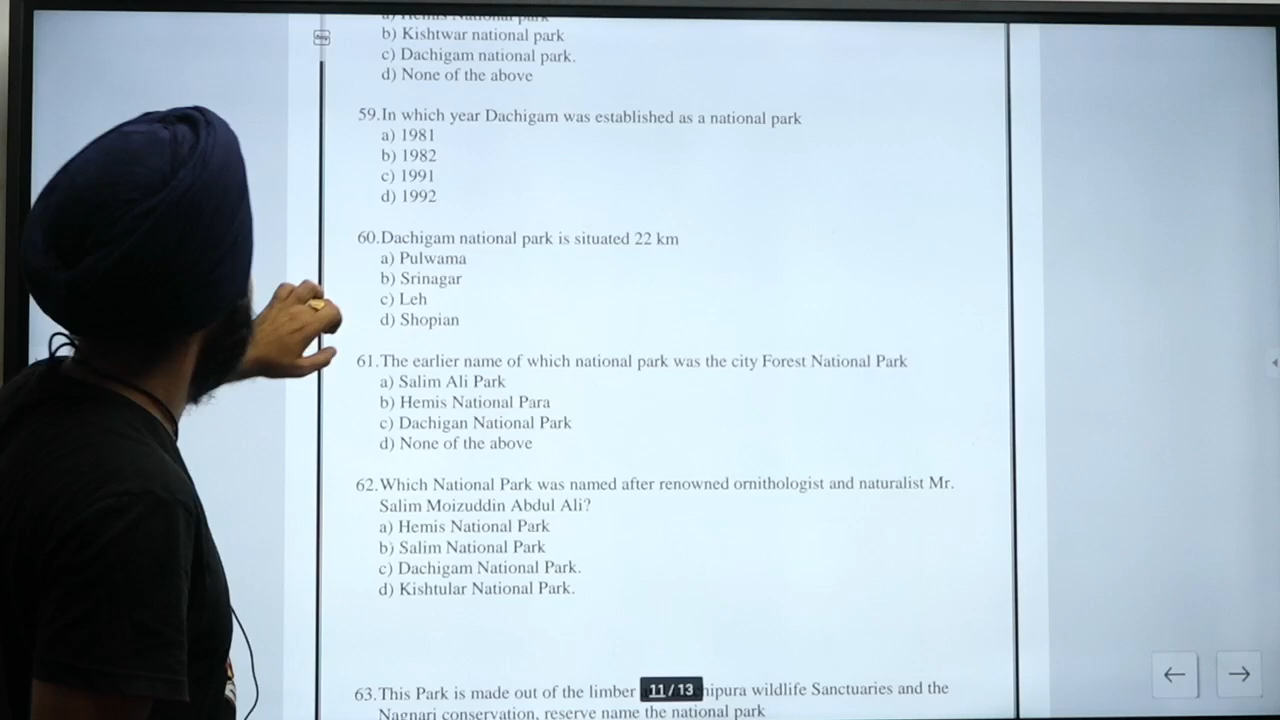 a) Hemis National park
b) Kishtwar national park
c) Dachigam national park.
d) None of the above
59.In which year Dachigam was established as a national park
a) 1981
b) 1982
c) 1991
d) 1992
60.Dachigam national park is situated 22 km
a) Pulwama
b) Srinagar
c) Leh
d) Shopian
61.The earlier name of which national park was the city Forest National Park
a) Salim Ali Park
b) Hemis National Para
c) Dachigan National Park
d) None of the above
62.Which National Park was named after renowned ornithologist and naturalist Mr.
Salim Moizuddin Abdul Ali?
a) Hemis National Park
b) Salim National Park
c) Dachigam National Park.
d) Kishtular National Park.
63.This Park is made out of the limber 11/13 wildlife Sanctuaries and the
Nagnari conservation, reserve name the national park